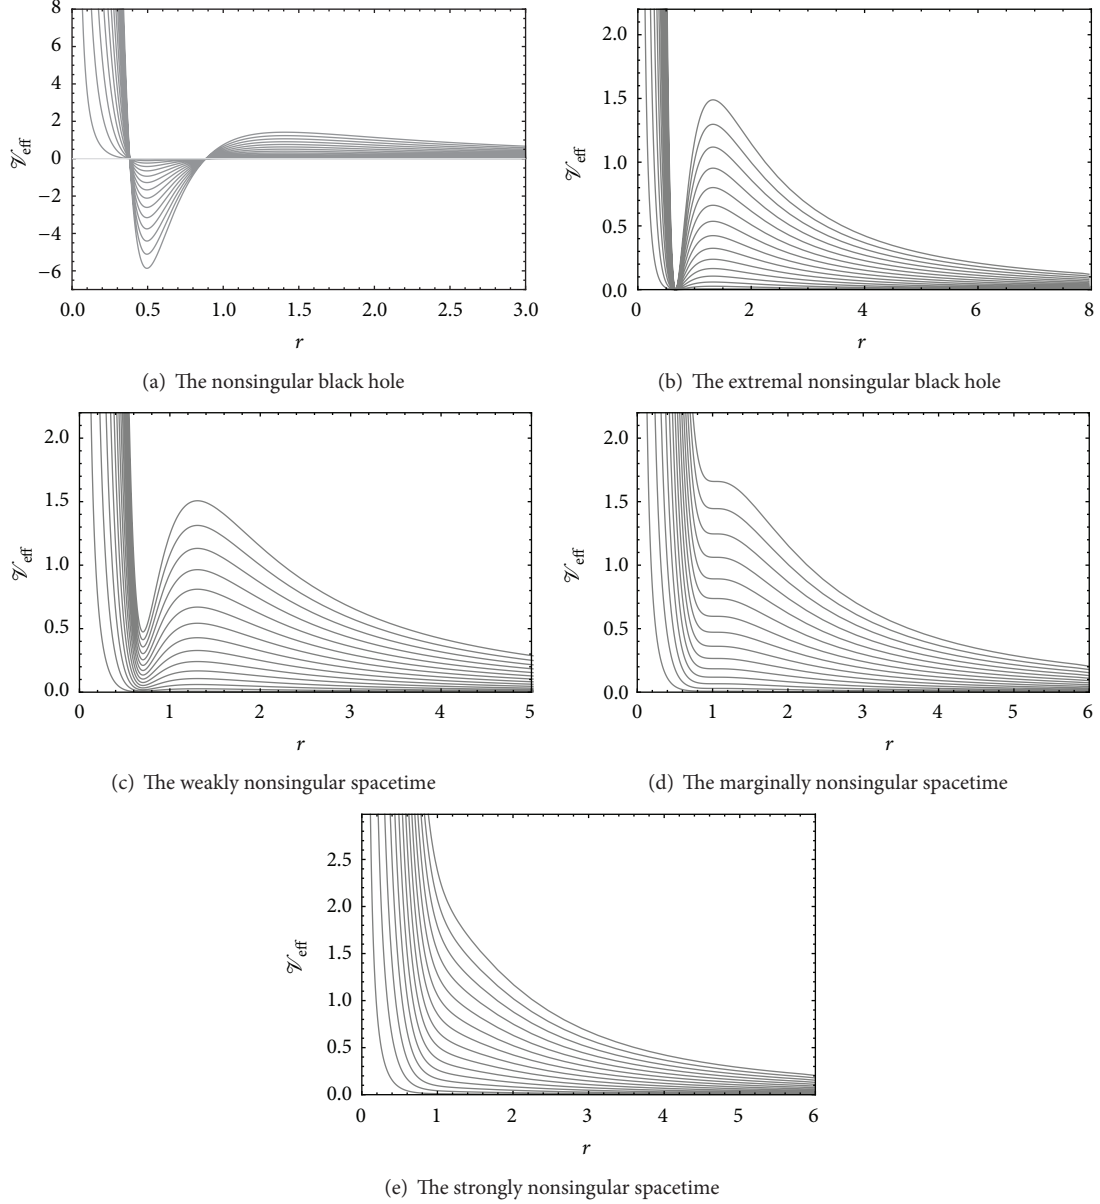 8
6
4
2
0
−2
−4
−6
𝒱eff
0.0 0.5 1.0 1.5 2.0 2.5 3.0
r
(a) The nonsingular black hole
2.0
1.5
1.0
0.5
0.0
𝒱eff
0 2 4 6 8
r
(b) The extremal nonsingular black hole
2.0
1.5
1.0
0.5
0.0
𝒱eff
0 1 2 3 4 5
r
(c) The weakly nonsingular spacetime
2.0
1.5
1.0
0.5
0.0
𝒱eff
0 1 2 3 4 5 6
r
(d) The marginally nonsingular spacetime
2.5
2.0
1.5
1.0
0.5
0.0
𝒱eff
0 1 2 3 4 5 6
r
(e) The strongly nonsingular spacetime